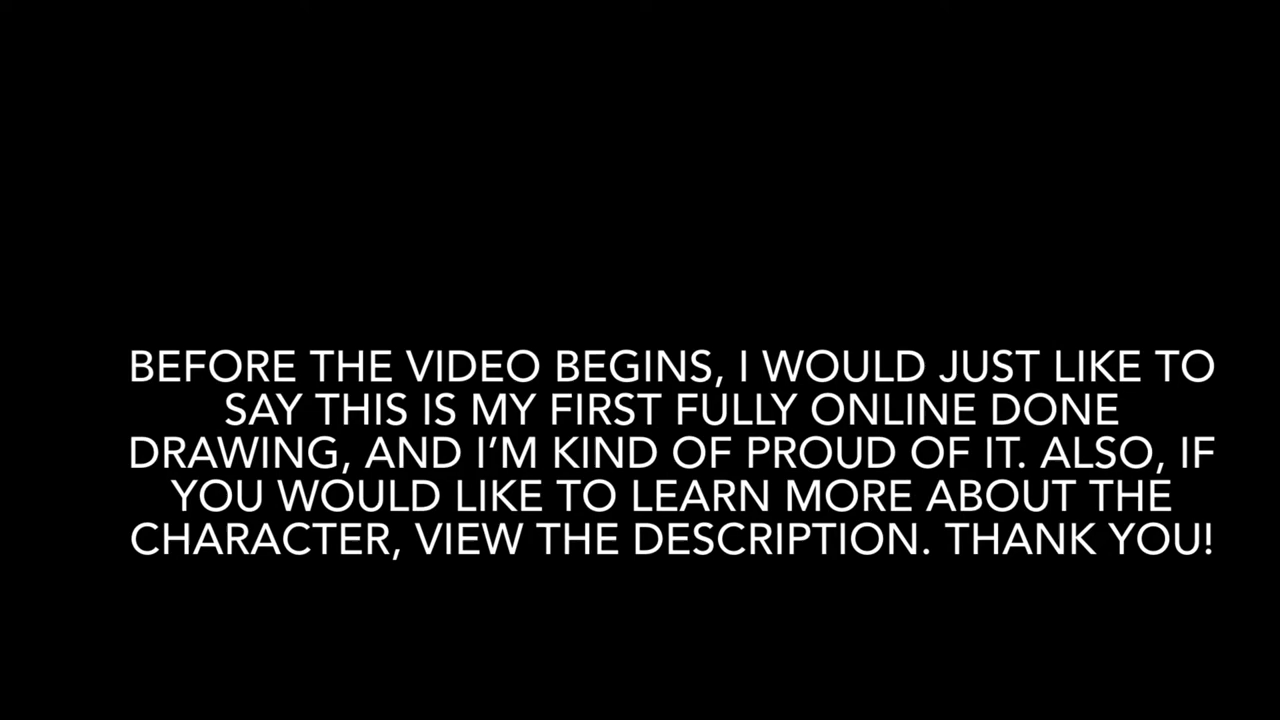 BEFORE THE VIDEO BEGINS, I WOULD JUST LIKE TO
SAY THIS IS MY FIRST FULLY ONLINE DONE
DRAWING, AND I’M KIND OF PROUD OF IT. ALSO, IF
YOU WOULD LIKE TO LEARN MORE ABOUT THE
CHARACTER, VIEW THE DESCRIPTION. THANK YOU!